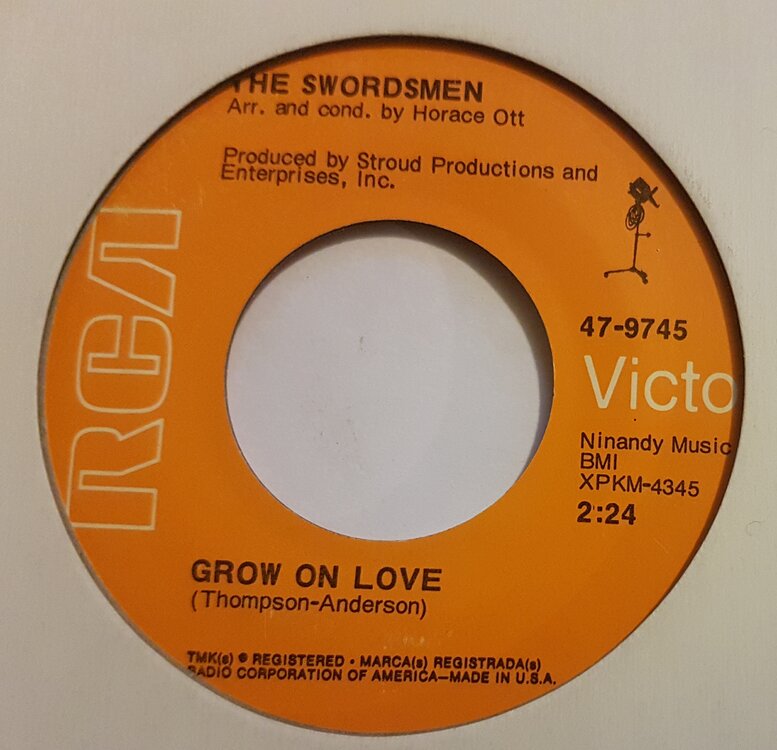 THE SWORDSMEN
Arr. and cond. by Horace Ott
Produced by Stroud Productions and
Enterprises, Inc.
RCA
47-9745
Victo
Ninandy Music
BMI
XPKM-4345
2:24
GROW ON LOVE
(Thompson-Anderson)
TMK(s) ® REGISTERED • MARCA(s) REGISTRADA(s)
RADIO CORPORATION OF AMERICA—MADE IN U.S.A.